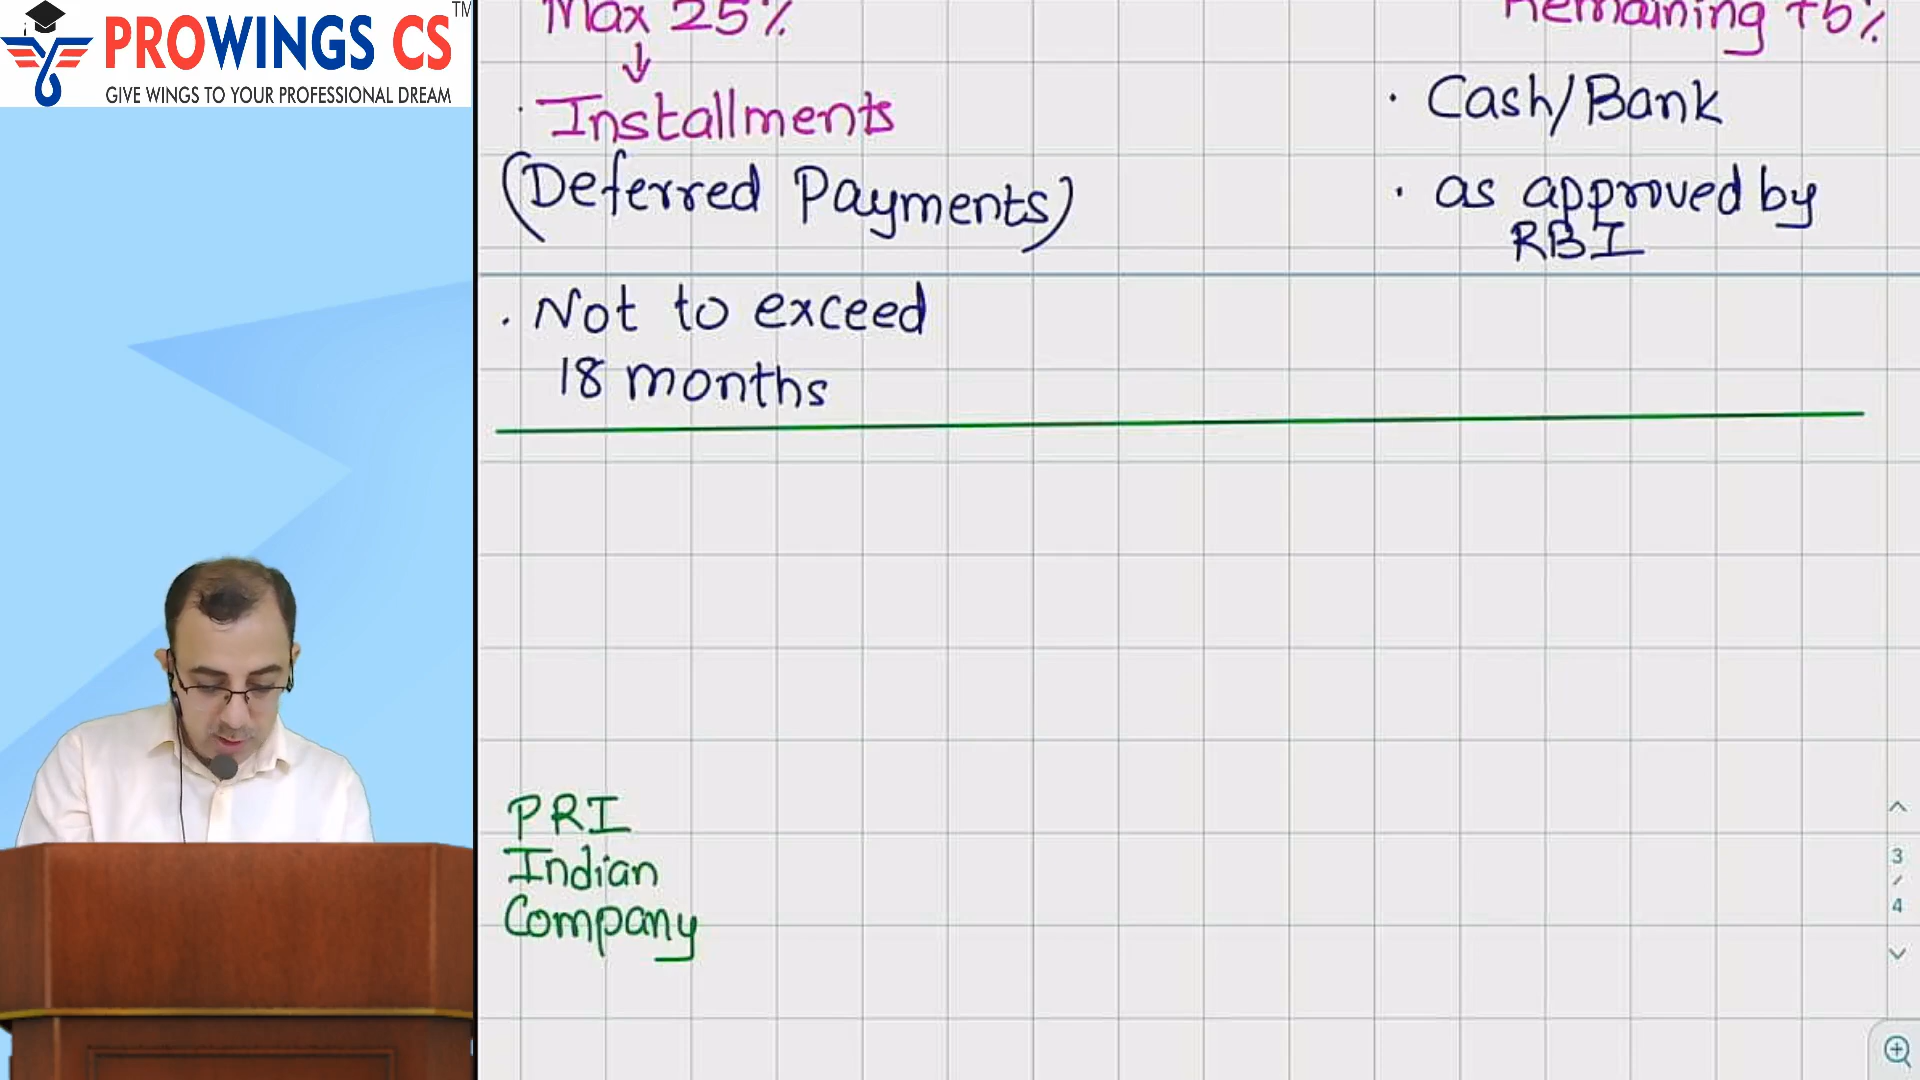 PROWINGS CS TM
GIVE WINGS TO YOUR PROFESSIONAL DREAM
Max 25%
Remaining 75%
Installments
(Deferred Payments)
· Cash/Bank
· as approved by
RBI
· Not to exceed
18 months
PRI
Indian
Company
3
/
4